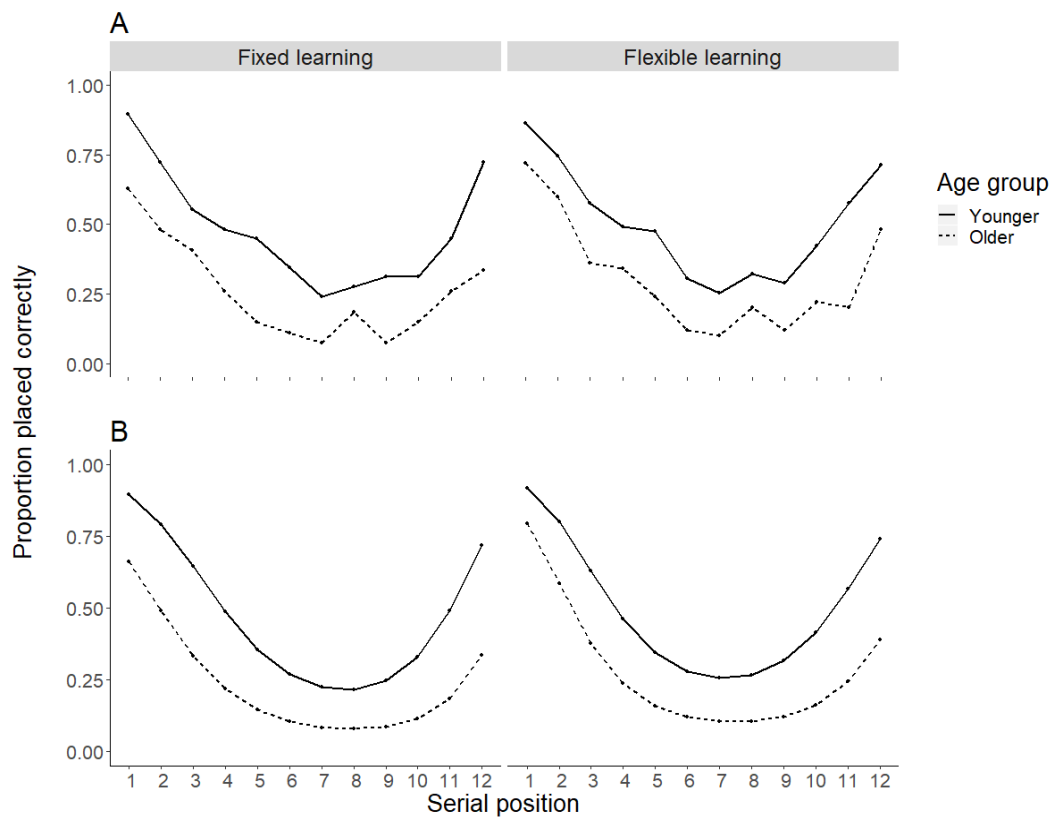 A
Fixed learning
Flexible learning
1.00
0.75
0.50
0.25
0.00
Age group
Younger
Older
Proportion placed correctly
B
1.00
0.75
0.50
0.25
0.00
1 2 3 4 5 6 7 8 9 10 11 12
1 2 3 4 5 6 7 8 9 10 11 12
Serial position